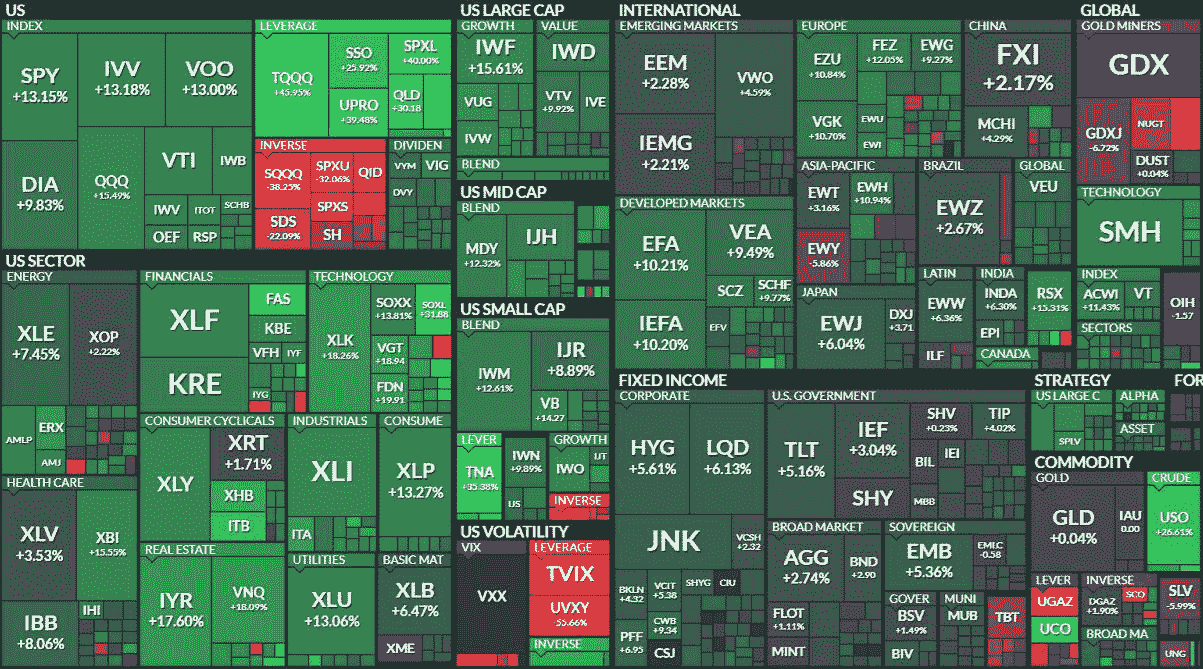 US
INDEX
SPY
+13.15%
IVV
+13.18%
VOO
+13.00%
DIA
+9.83%
QQQ
+15.49%
VTI
IWB
IWV
ITOT
SCHB
OEF
RSP
LEVERAGE
TQQQ
+45.95%
SSO
+25.92%
SPXL
+40.00%
UPRO
+39.48%
QLD
+30.18
INVERSE
SQQQ
-38.25%
SPXU
-32.06%
QID
SPXS
SDS
-22.09%
SH
DIVIDEN
VYM
VIG
DVY
US SECTOR
ENERGY
XLE
+7.45%
XOP
+2.22%
AMLP
ERX
AMJ
FINANCIALS
XLF
FAS
KBE
VFH
IYF
KRE
IYG
TECHNOLOGY
XLK
+18.26%
SOXX
+13.81%
SOXL
+31.88
VGT
+18.94
FDN
+19.91
CONSUMER CYCLICALS
XLY
XRT
+1.71%
XHB
ITB
INDUSTRIALS
XLI
ITA
CONSUME
XLP
+13.27%
HEALTH CARE
XLV
+3.53%
XBI
+15.55%
IBB
+8.06%
IHI
REAL ESTATE
IYR
+17.60%
VNQ
+18.09%
UTILITIES
XLU
+13.06%
BASIC MAT
XLB
+6.47%
XME
US LARGE CAP
GROWTH
IWF
+15.61%
VUG
IVW
VALUE
IWD
VTV
+9.92%
IVE
BLEND
US MID CAP
BLEND
MDY
+12.32%
IJH
US SMALL CAP
BLEND
IWM
+12.61%
IJR
+8.89%
VB
+14.27
LEVER
TNA
+35.38%
IWN
+9.89%
IJS
GROWTH
IWO
IJT
INVERSE
US VOLATILITY
VIX
VXX
LEVERAGE
TVIX
UVXY
55.66%
INVERSE
INTERNATIONAL
EMERGING MARKETS
EEM
+2.28%
VWO
+4.59%
IEMG
+2.21%
DEVELOPED MARKETS
EFA
+10.21%
VEA
+9.49%
SCZ
SCHF
+9.77%
IEFA
+10.20%
EFV
EUROPE
EZU
+10.84%
FEZ
+12.05%
EWG
+9.27%
VGK
+10.70%
EWU
EWI
CHINA
FXI
+2.17%
MCHI
+4.29%
ASIA-PACIFIC
EWT
+3.16%
EWH
+10.94%
EWY
-5.86%
BRAZIL
EWZ
+2.67%
GLOBAL
VEU
JAPAN
EWJ
+6.04%
DXJ
+3.71
LATIN
EWW
+6.36%
ILF
INDIA
INDA
+6.30%
EPI
RSX
+15.31%
CANADA
GLOBAL
GOLD MINERS
GDX
GDXJ
-6.72%
NUGT
DUST
+0.04%
TECHNOLOGY
SMH
INDEX
ACWI
+11.43%
VT
SECTORS
OIH
-1.57
FIXED INCOME
CORPORATE
HYG
+5.61%
LQD
+6.13%
JNK
VCSH
+2.32
BKLN
+4.32
VCIT
+5.38
SHYG
CIU
PFF
+6.95
CWB
+9.34
CSJ
U.S. GOVERNMENT
TLT
+5.16%
IEF
+3.04%
SHY
SHV
+0.23%
TIP
+4.02%
BIL
IEI
MBB
BROAD MARKET
AGG
+2.74%
BND
+2.90
FLOT
+1.11%
MINT
SOVEREIGN
EMB
+5.36%
EMLC
-0.58
GOVER
BSV
+1.49%
BIV
MUNI
MUB
TBT
STRATEGY
US LARGE C
SPLV
ALPHA
ASSET
FOR
COMMODITY
GOLD
GLD
+0.04%
IAU
0.00
CRUDE
USO
+26.61%
LEVER
UGAZ
UCO
INVERSE
DGAZ
+1.90%
SCO
BROAD MA
SLV
-5.99%
UNG